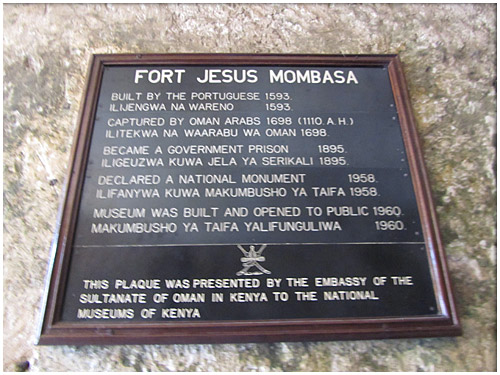 FORT JESUS MOMBASA
BUILT BY THE PORTUGUESE 1593.
ILIJENGWA NA WARENO 1593.
CAPTURED BY OMAN ARABS 1698 (1110. A.H.)
ILITEKWA NA WAARABU WA OMAN 1698.
BECAME A GOVERNMENT PRISON 1895.
ILIGEUZWA KUWA JELA YA SERIKALI 1895.
DECLARED A NATIONAL MONUMENT 1958.
ILIFANYWA KUWA MAKUMBUSHO YA TAIFA 1958.
MUSEUM WAS BUILT AND OPENED TO PUBLIC 1960.
MAKUMBUSHO YA TAIFA YALIFUNGULIWA 1960.
THIS PLAQUE WAS PRESENTED BY THE EMBASSY OF THE
SULTANATE OF OMAN IN KENYA TO THE NATIONAL
MUSEUMS OF KENYA